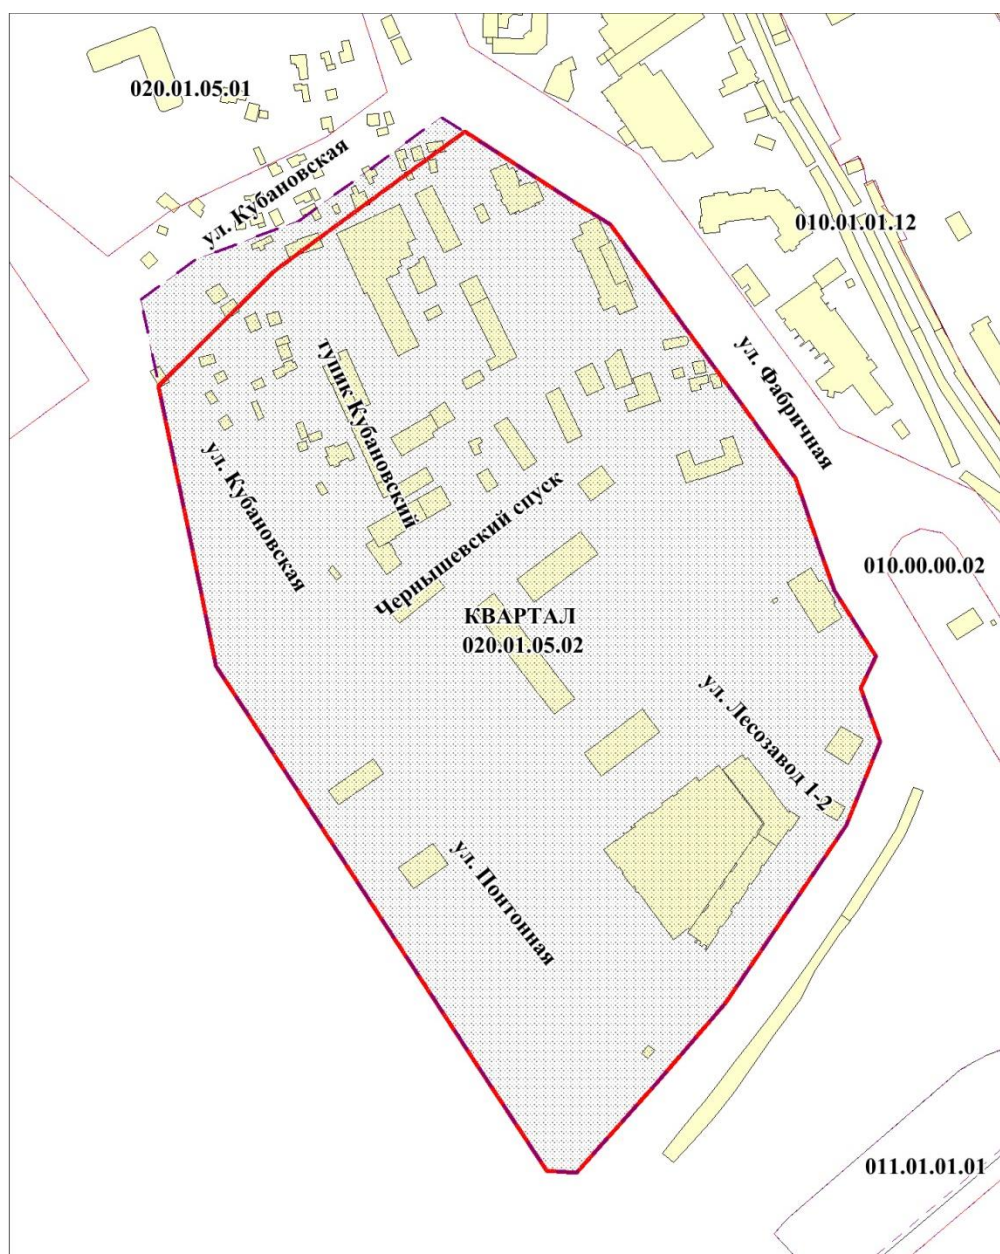 020.01.05.01
ул. Кубановская
010.01.01.12
ул. Фабричная
тупик Кубановский
ул. Кубановская
Чернышевский спуск
010.00.00.02
КВАРТАЛ
020.01.05.02
ул. Лесозавод 1-2
ул. Понтонная
011.01.01.01